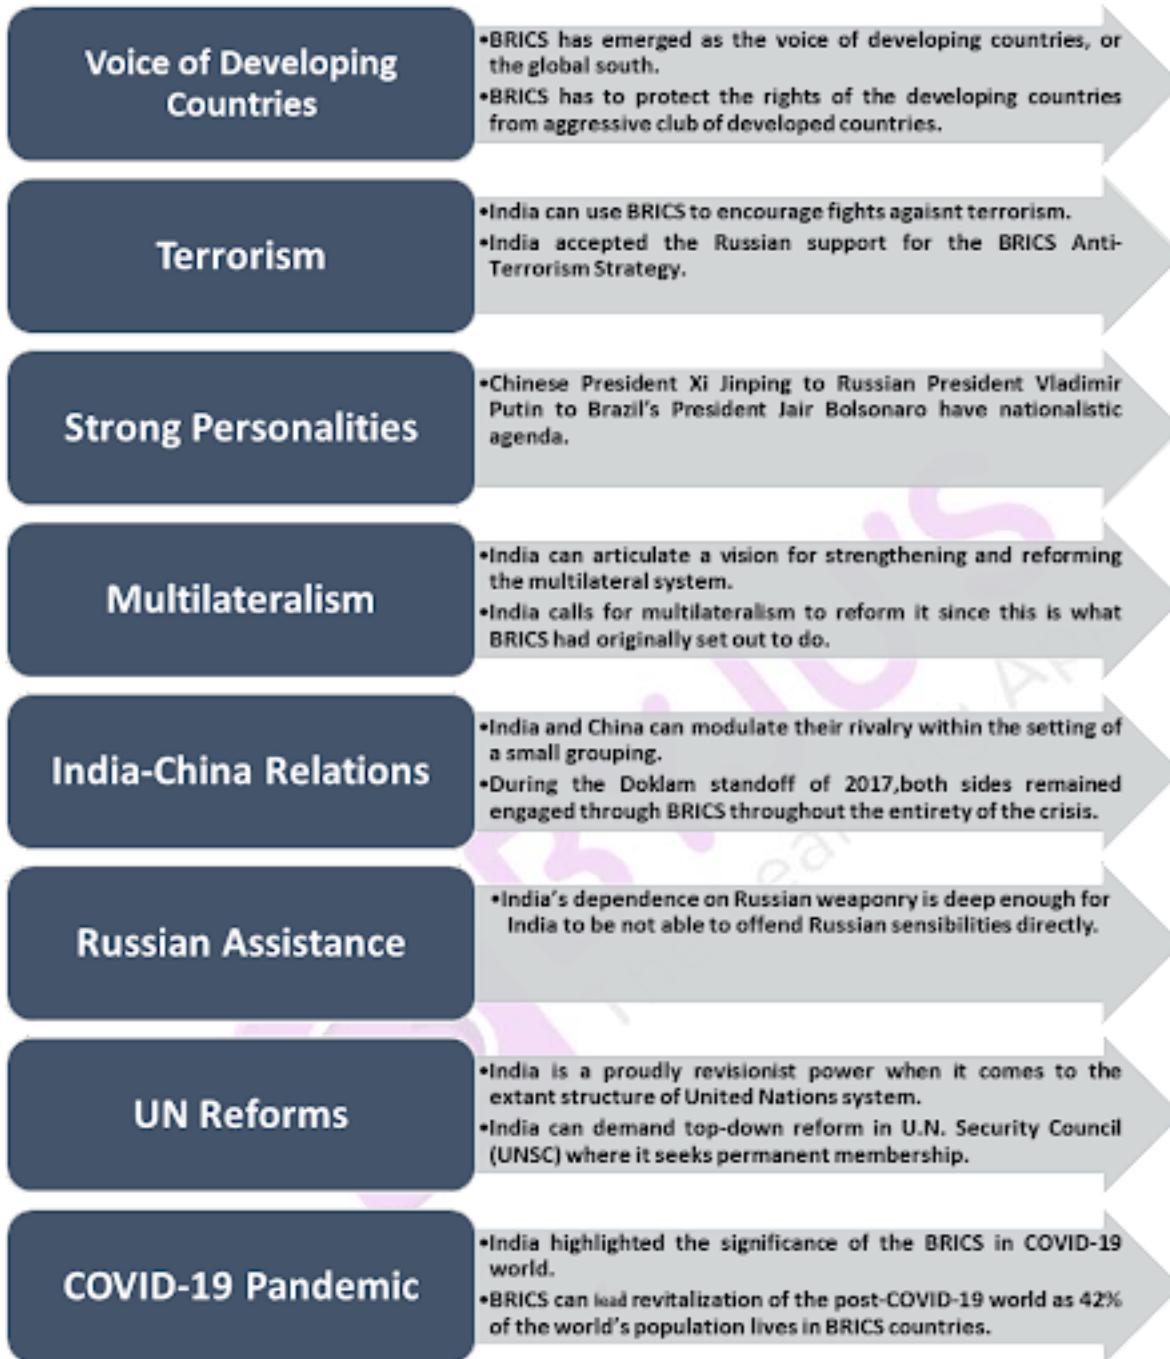 Voice of Developing
Countries
•BRICS has emerged as the voice of developing countries, or
the global south.
•BRICS has to protect the rights of the developing countries
from aggressive club of developed countries.
Terrorism
•India can use BRICS to encourage fights agaisnt terrorism.
•India accepted the Russian support for the BRICS Anti-
Terrorism Strategy.
Strong Personalities
•Chinese President Xi Jinping to Russian President Vladimir
Putin to Brazil's President Jair Bolsonaro have nationalistic
agenda.
Multilateralism
•India can articulate a vision for strengthening and reforming
the multilateral system.
•India calls for multilateralism to reform it since this is what
BRICS had originally set out to do.
India-China Relations
•India and China can modulate their rivalry within the setting of
a small grouping.
•During the Doklam standoff of 2017,both sides remained
engaged through BRICS throughout the entirety of the crisis.
Russian Assistance
•India's dependence on Russian weaponry is deep enough for
India to be not able to offend Russian sensibilities directly.
UN Reforms
•India is a proudly revisionist power when it comes to the
extant structure of United Nations system.
•India can demand top-down reform in U.N. Security Council
(UNSC) where it seeks permanent membership.
COVID-19 Pandemic
•India highlighted the significance of the BRICS in COVID-19
world.
•BRICS can lead revitalization of the post-COVID-19 world as 42%
of the world's population lives in BRICS countries.